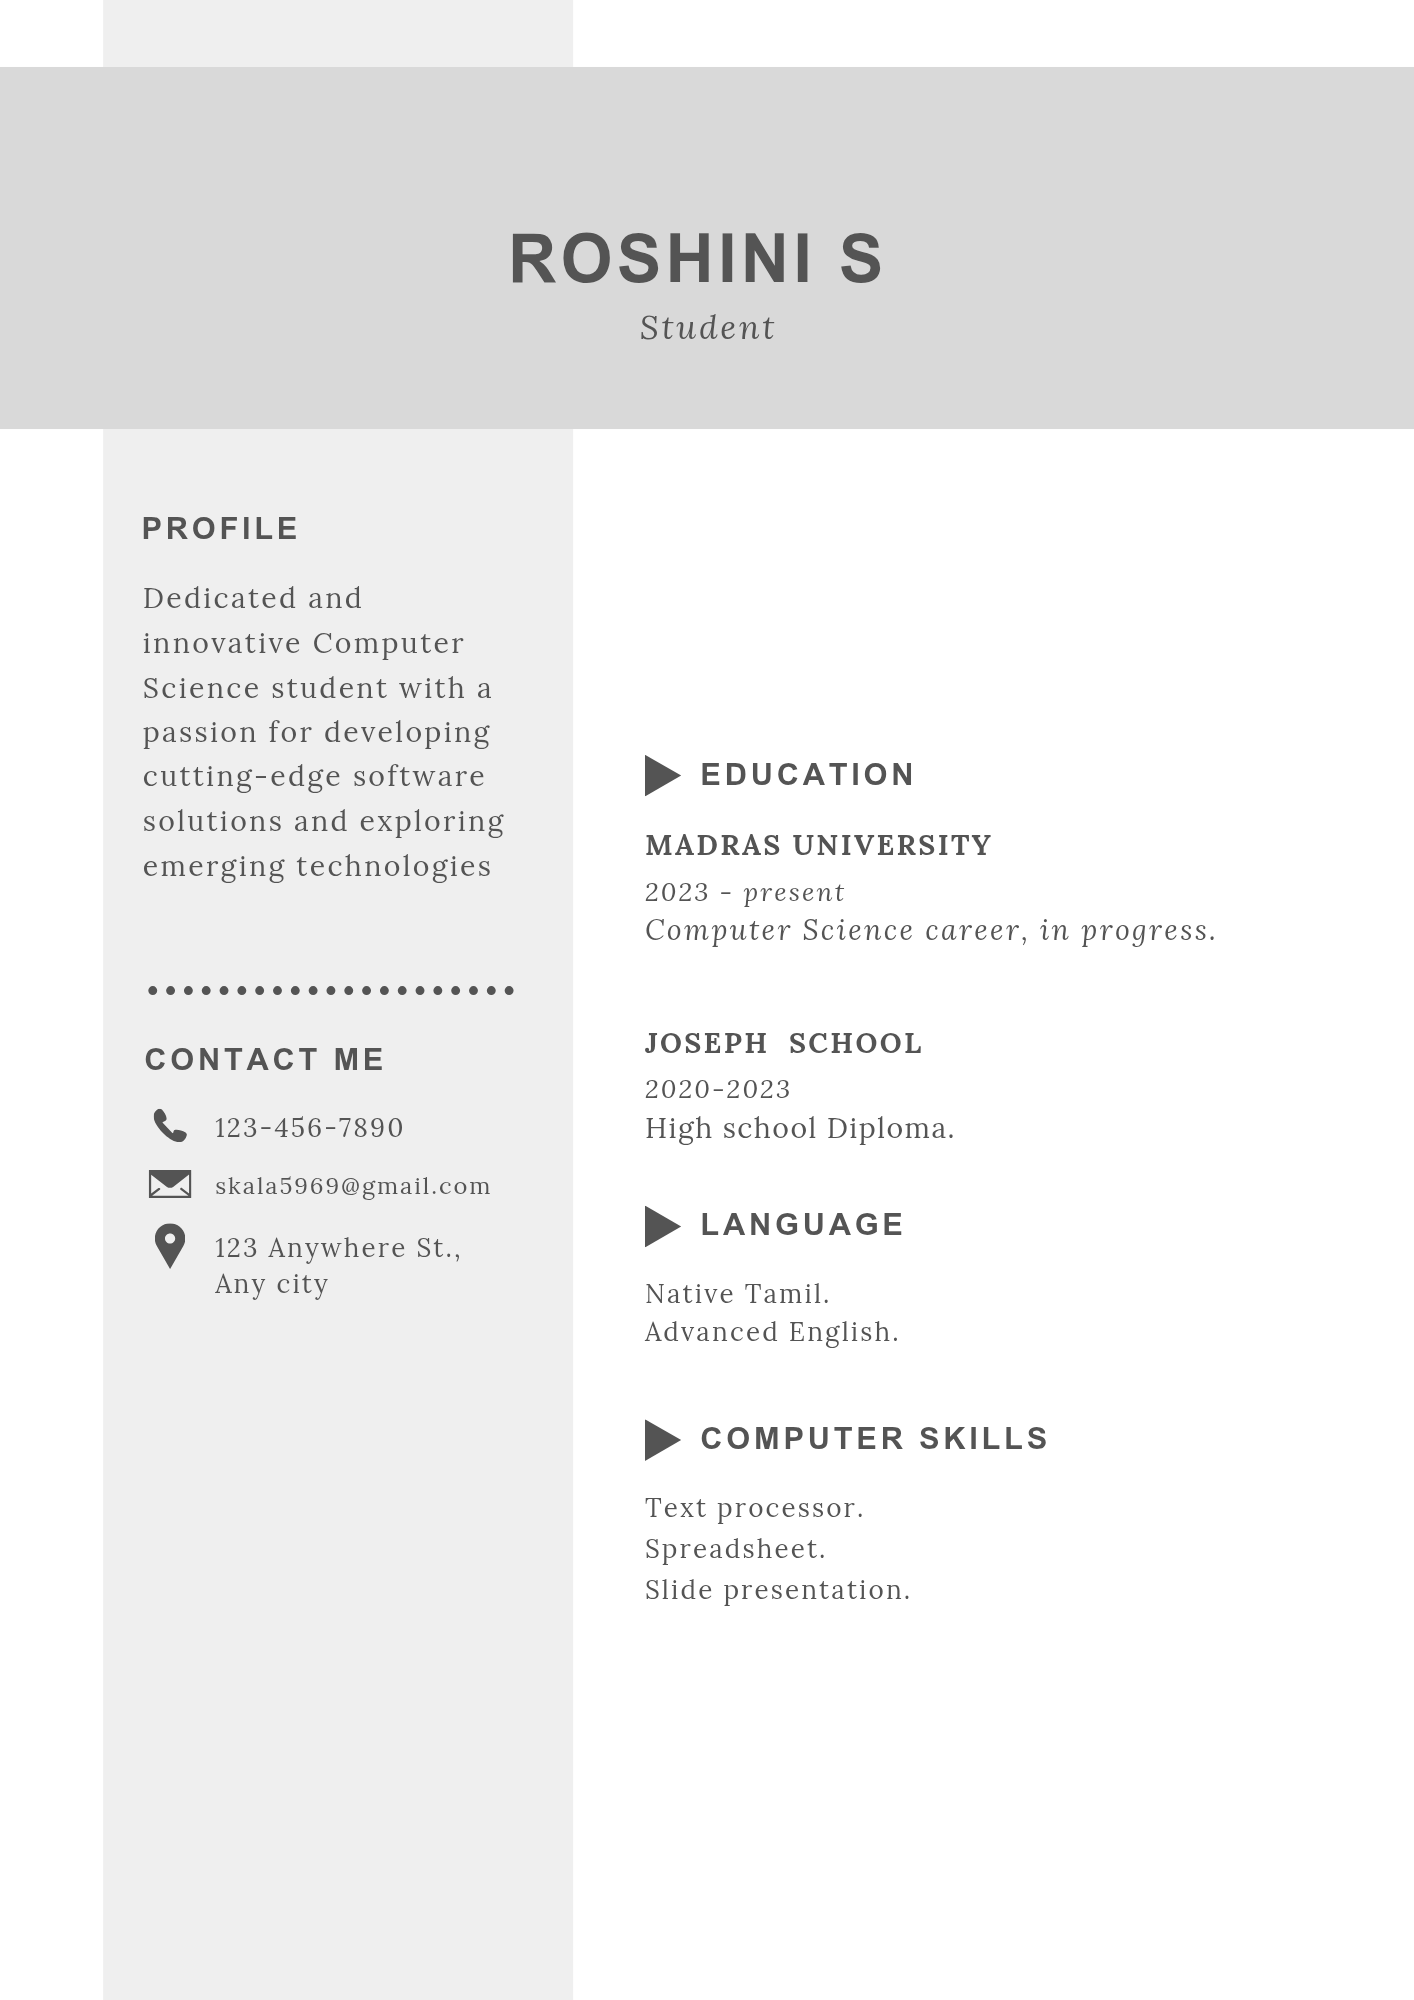 ROSHINI S
Student
PROFILE
Dedicated and
innovative Computer
Science student with a
passion for developing
cutting-edge software
solutions and exploring
emerging technologies
CONTACT ME
123-456-7890
skala5969@gmail.com
123 Anywhere St.,
Any city
EDUCATION
MADRAS UNIVERSITY
2023 - present
Computer Science career, in progress.
JOSEPH SCHOOL
2020-2023
High school Diploma.
LANGUAGE
Native Tamil.
Advanced English.
COMPUTER SKILLS
Text processor.
Spreadsheet.
Slide presentation.